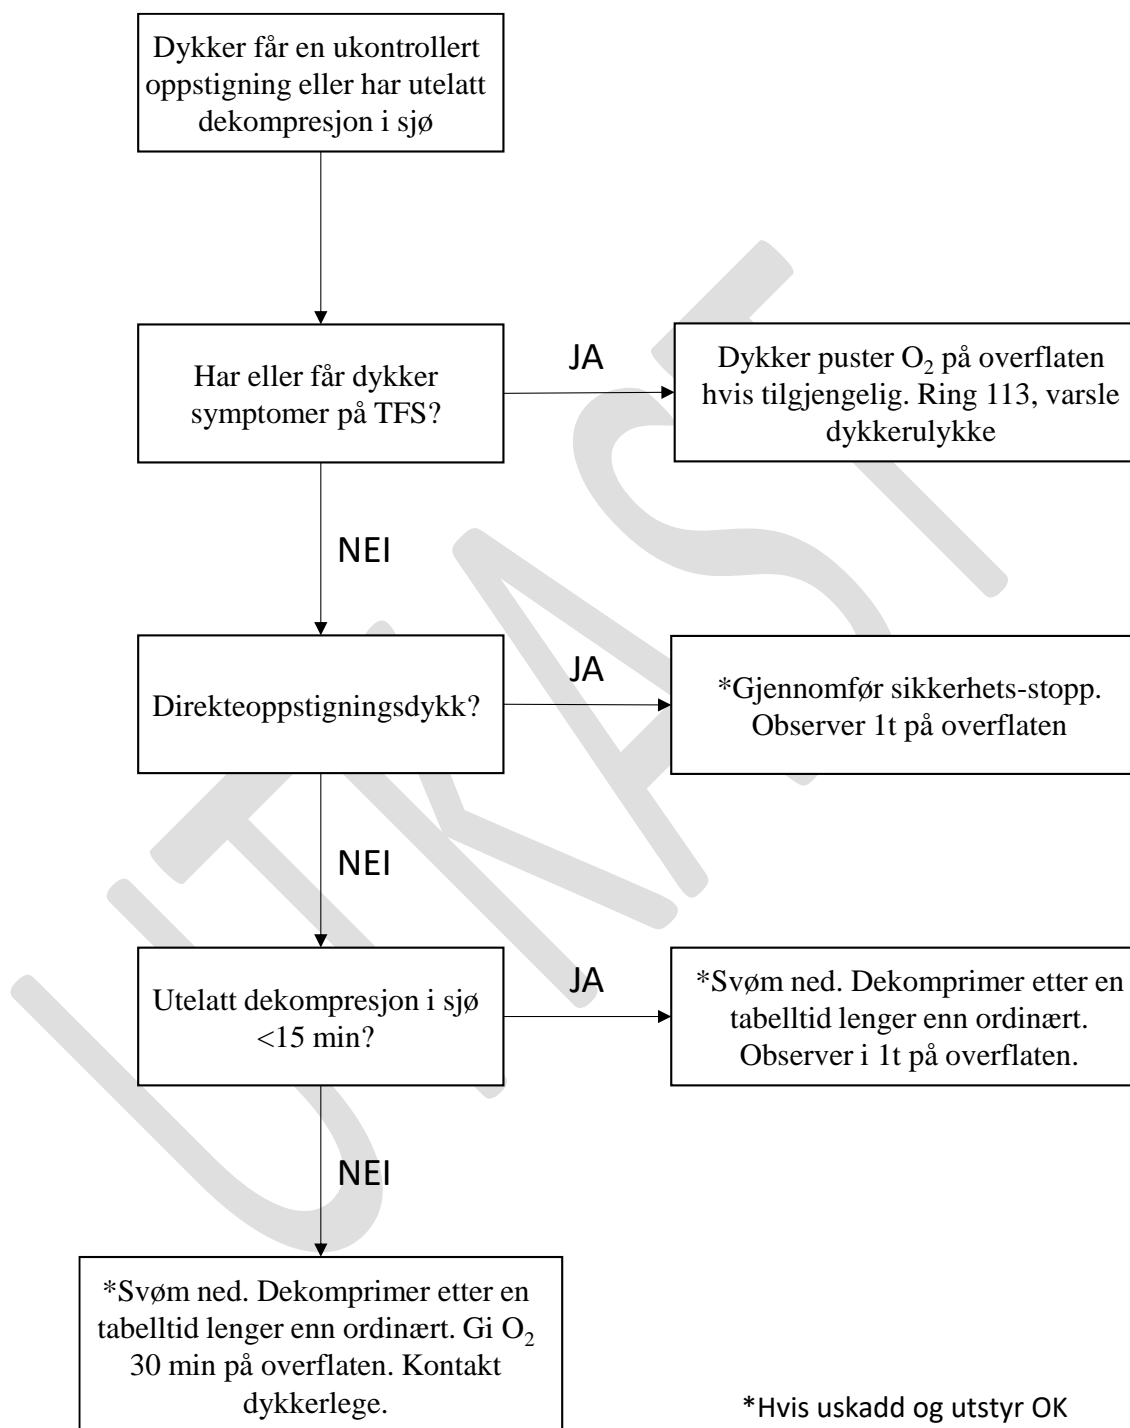 Dykker får en ukontrollert
oppstigning eller har utelatt
dekompresjon i sjø
Har eller får dykker
symptomer på TFS?
JA
Dykker puster O₂ på overflaten
hvis tilgjengelig. Ring 113, varsle
dykkerulykke
NEI
Direkteoppstigningsdykk?
JA
*Gjennomfør sikkerhets-stopp.
Observer 1t på overflaten
NEI
Utelatt dekompresjon i sjø
<15 min?
JA
*Svøm ned. Dekomprimer etter en
tabelltid lenger enn ordinært.
Observer i 1t på overflaten.
NEI
*Svøm ned. Dekomprimer etter en
tabelltid lenger enn ordinært. Gi O₂
30 min på overflaten. Kontakt
dykkerlege.
*Hvis uskadd og utstyr OK
UTKAST